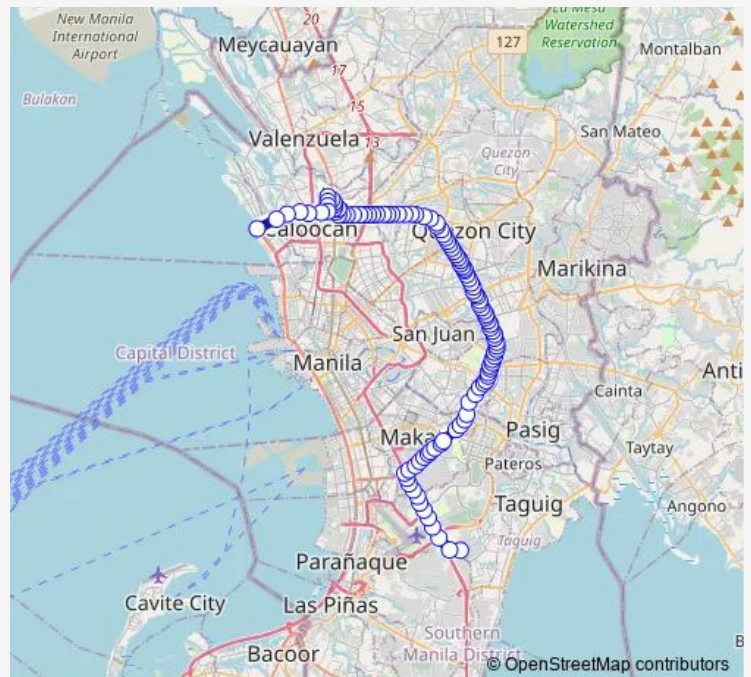 20
La Mesa
Watershed
Reservation
New Manila
International
Airport
Meycauayan
127
Montalban
17
Bulakan
15
Valenzuela
13
San Mateo
Quezon
City
Caloocan
Quezon City
Marikina
San Juan
Capital District
Manila
Anti
Cainta
Maka
Pasig
Taytay
Pateros
Taguig
Angono
Taguig
Parañaque
Cavite City
Las Piñas
Southern
Manila District
Bacoor
B
© OpenStreetMap contributors